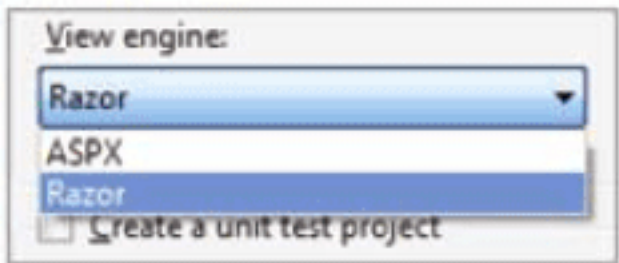 View engine:
Razor
ASPX
Razor
Create a unit test project